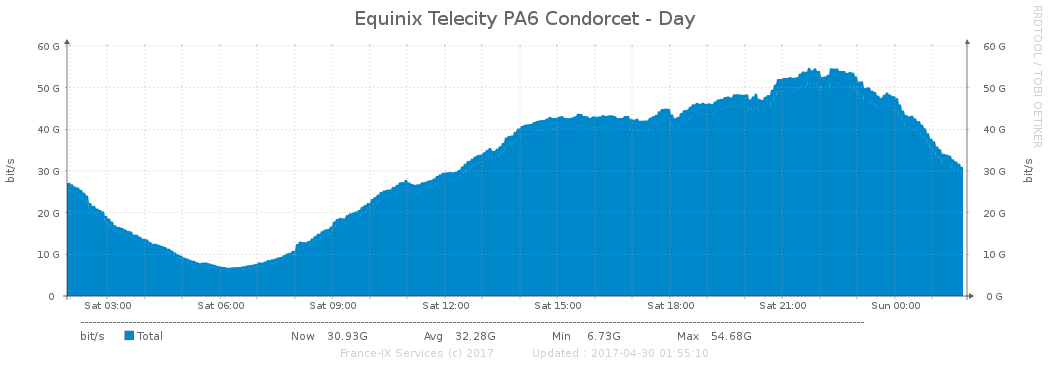 Equinix Telecity PA6 Condorcet - Day
RRDTOOL / TOBI OETIKER
bit/s
60 G 60 G
50 G 50 G
40 G 40 G
30 G 30 G
20 G 20 G
10 G 10 G
0 0 G
bit/s
Sat 03:00 Sat 06:00 Sat 09:00 Sat 12:00 Sat 15:00 Sat 18:00 Sat 21:00 Sun 00:00
bit/s Total Now 30.93G Avg 32.28G Min 6.73G Max 54.68G
France-IX Services (c) 2017 Updated : 2017-04-30 01:55:10